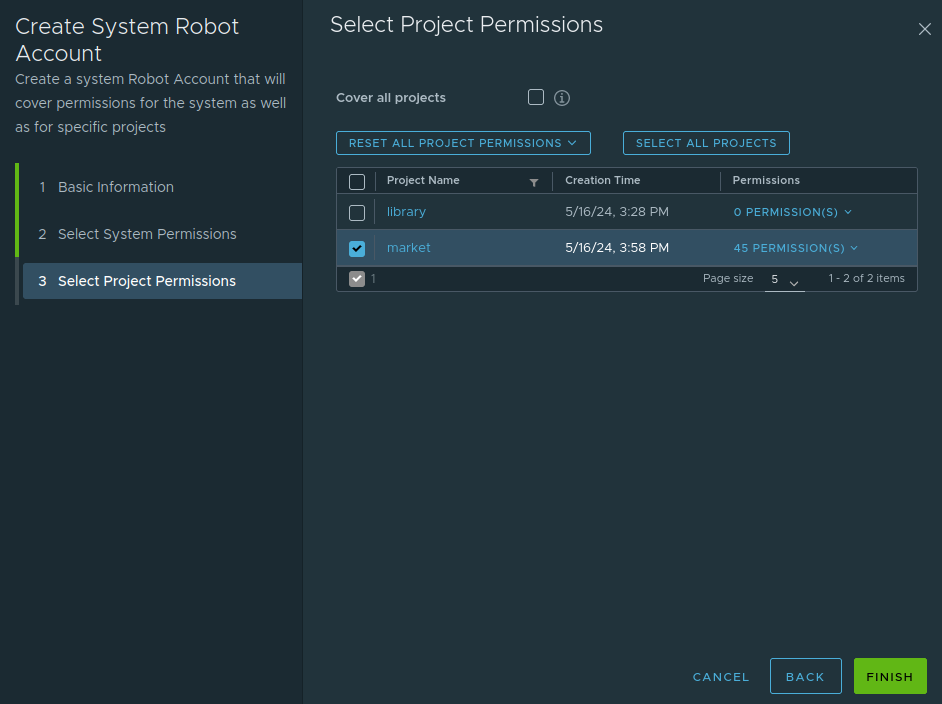 Create System Robot
Account
Create a system Robot Account that will
cover permissions for the system as well
as for specific projects
1 Basic Information
2 Select System Permissions
3 Select Project Permissions
Select Project Permissions
Cover all projects
RESET ALL PROJECT PERMISSIONS
SELECT ALL PROJECTS
Project Name Creation Time Permissions
library 5/16/24, 3:28 PM 0 PERMISSION(S)
market 5/16/24, 3:58 PM 45 PERMISSION(S)
1 Page size 5 1 - 2 of 2 items
CANCEL BACK FINISH